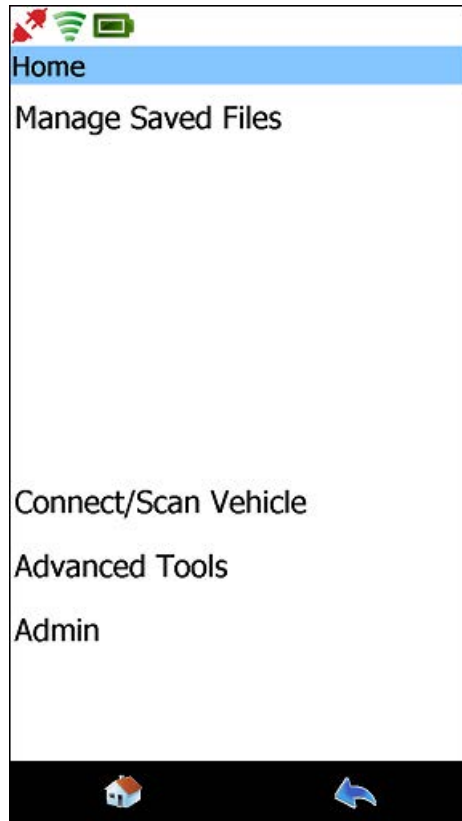 Home
Manage Saved Files
Connect/Scan Vehicle
Advanced Tools
Admin